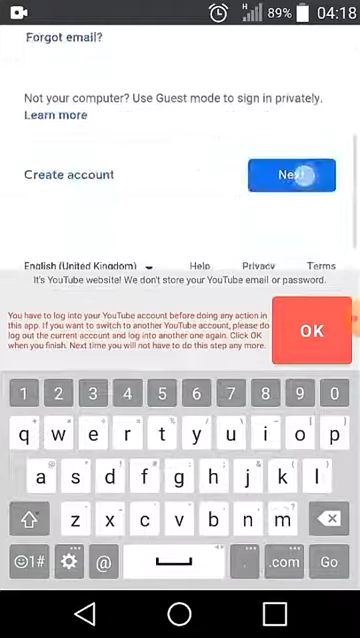 H 89% 04:18
Forgot email?
Not your computer? Use Guest mode to sign in privately.
Learn more
Create account Next
English (United Kingdom) Help Privacy Terms
It's YouTube website! We don't store your YouTube email or password.
You have to log into your YouTube account before doing any action in
this app. If you want to switch to another YouTube account, please do
log out the current account and log into another one again. Click OK
when you finish. Next time you will not have to do this step any more.
OK
1 2 3 4 5 6 7 8 9 0
q w e r t y u i o p
a s d f g h j k l
z x c v b n m
☺1# @ . .com Go